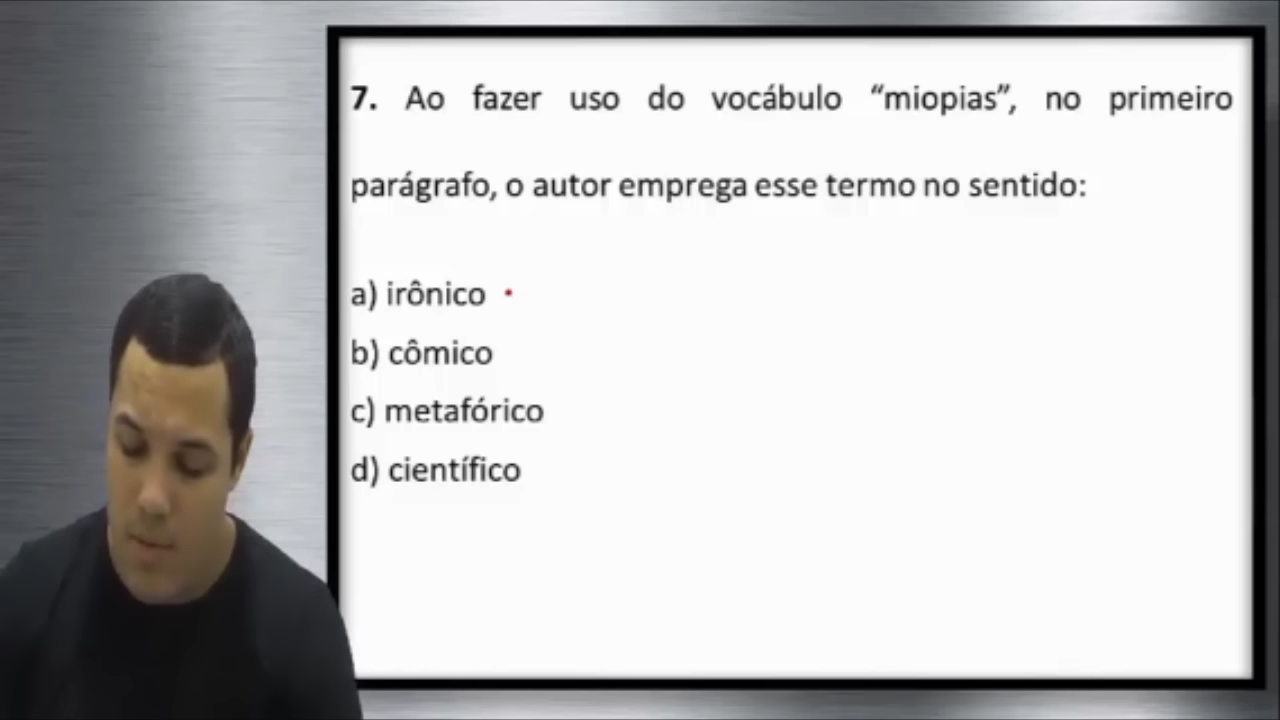 7. Ao fazer uso do vocábulo “miopias”, no primeiro
parágrafo, o autor emprega esse termo no sentido:
a) irônico
b) cômico
c) metafórico
d) científico